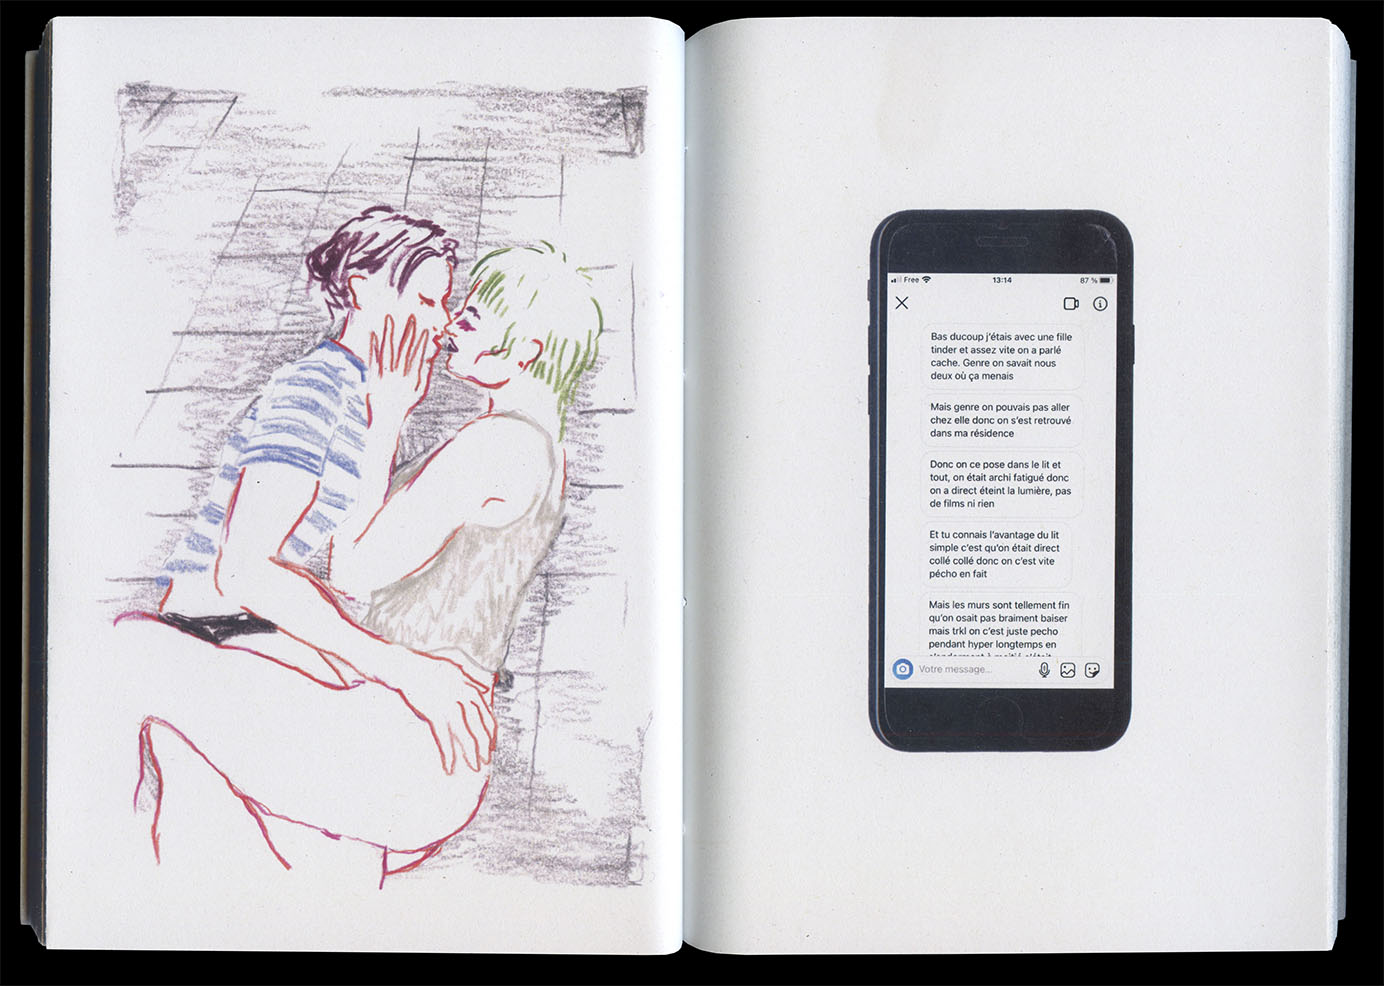 Free 13:14 87 %
Bas ducoup j'étais avec une fille
tinder et assez vite on a parlé
cache. Genre on savait nous
deux où ça menais
Mais genre on pouvais pas aller
chez elle donc on s'est retrouvé
dans ma résidence
Donc on ce pose dans le lit et
tout, on était archi fatigué donc
on a direct éteint la lumière, pas
de films ni rien
Et tu connais l'avantage du lit
simple c'est qu'on était direct
collé collé donc on c'est vite
pécho en fait
Mais les murs sont tellement fin
qu'on osait pas braiment baiser
mais trkl on c'est juste pecho
pendant hyper longtemps en
Votre message...